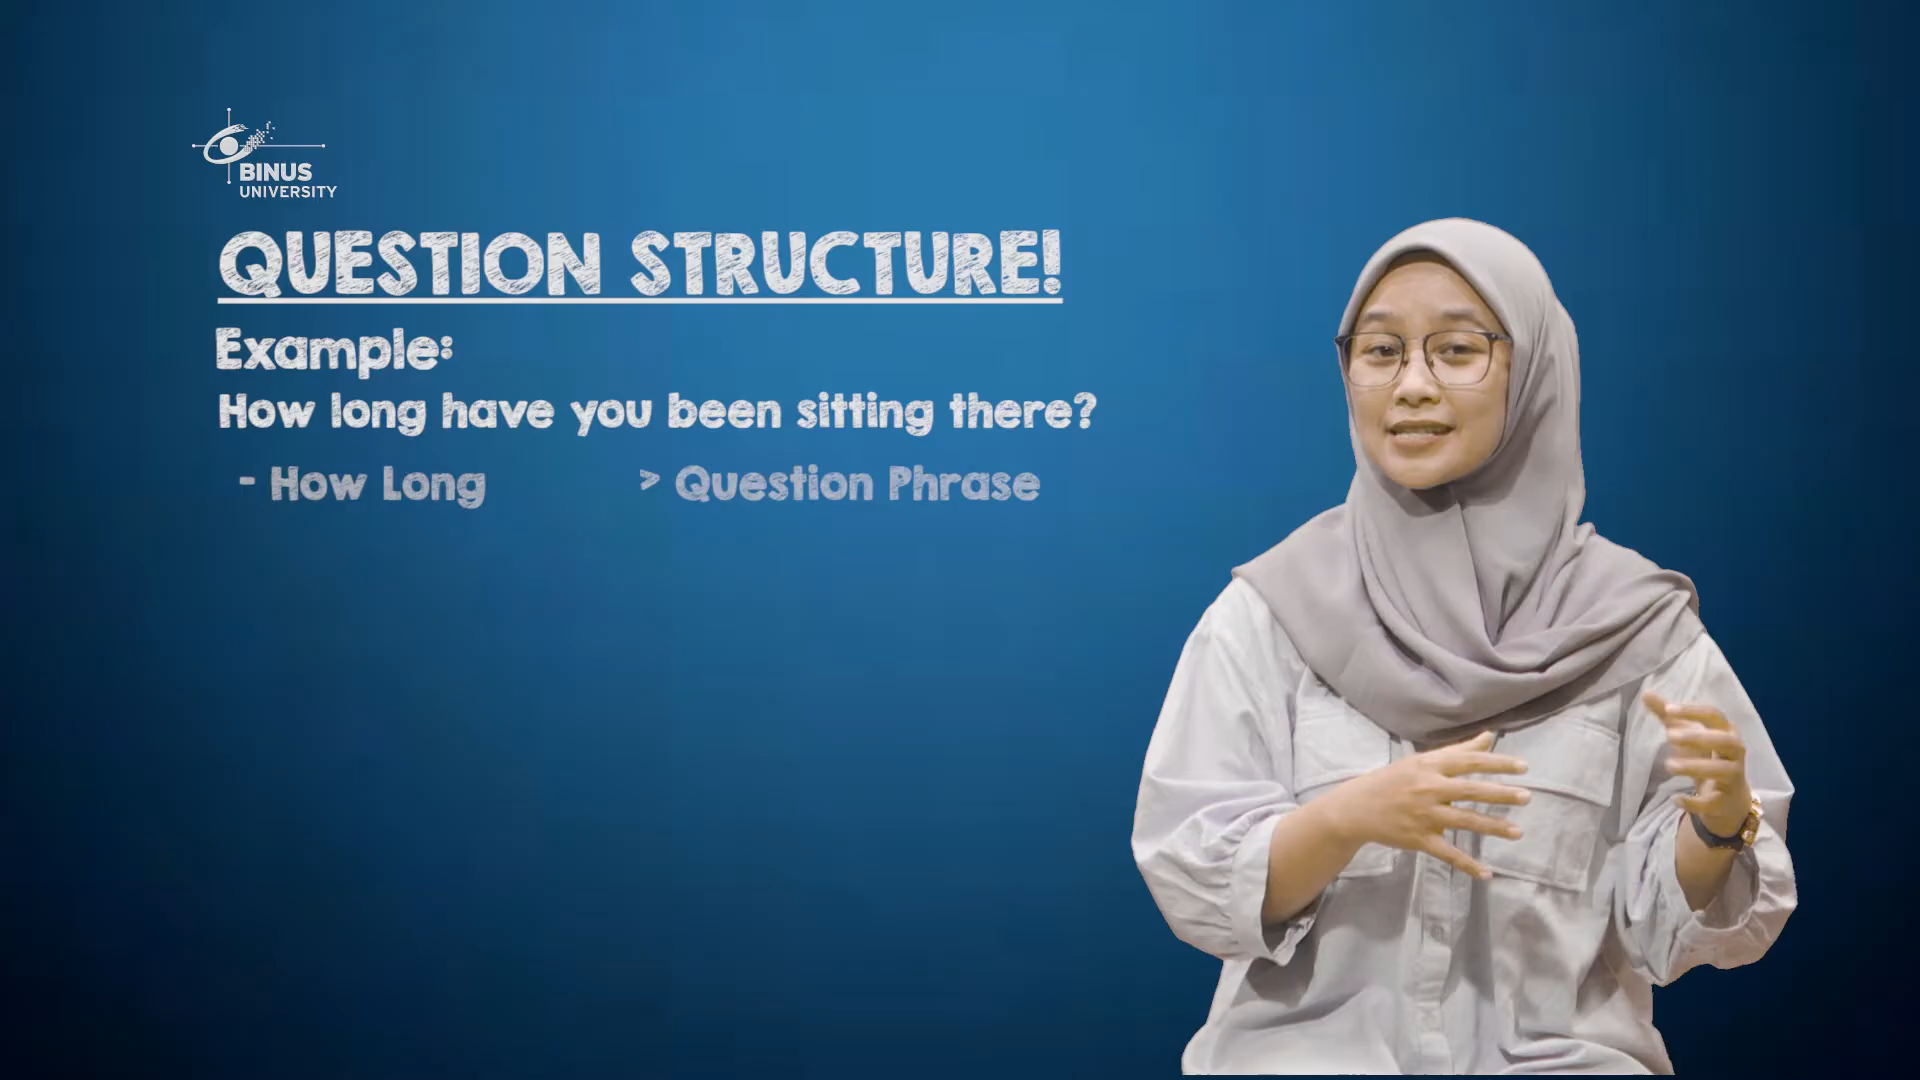 BINUS
UNIVERSITY
QUESTION STRUCTURE!
Example:
How long have you been sitting there?
- How Long > Question Phrase